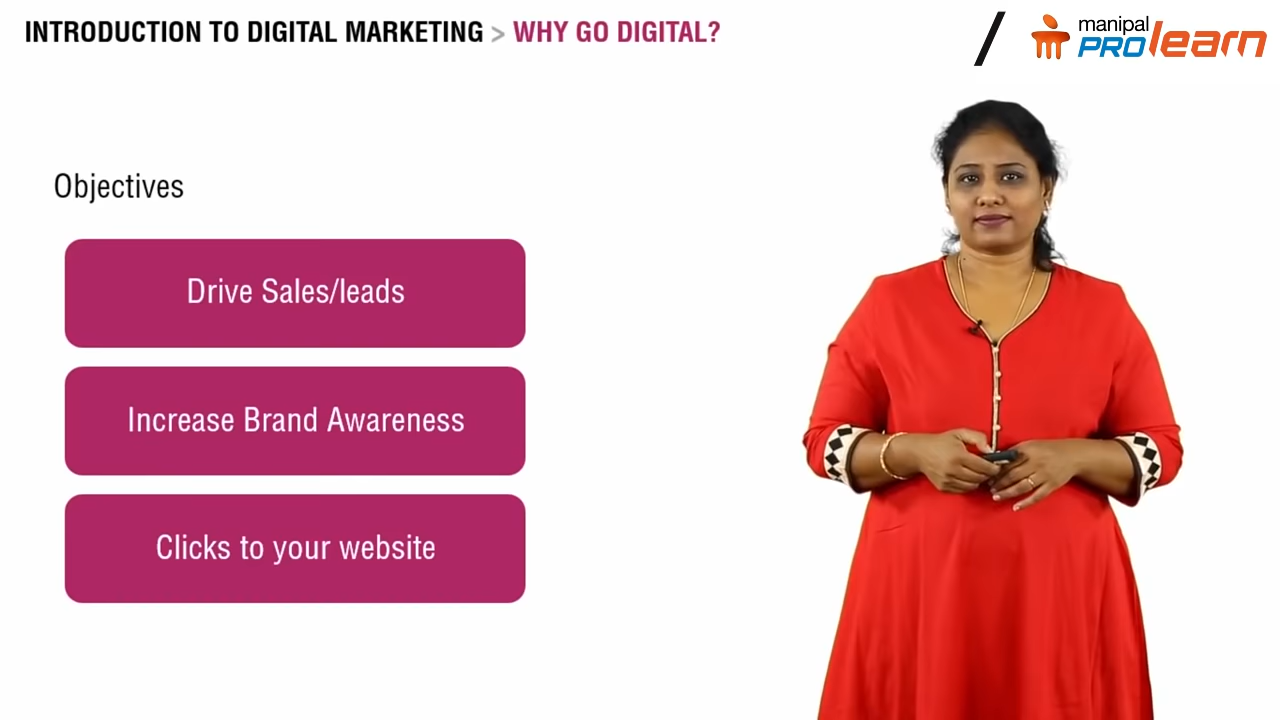 INTRODUCTION TO DIGITAL MARKETING > WHY GO DIGITAL?
manipal
PROlearn
Objectives
Drive Sales/leads
Increase Brand Awareness
Clicks to your website